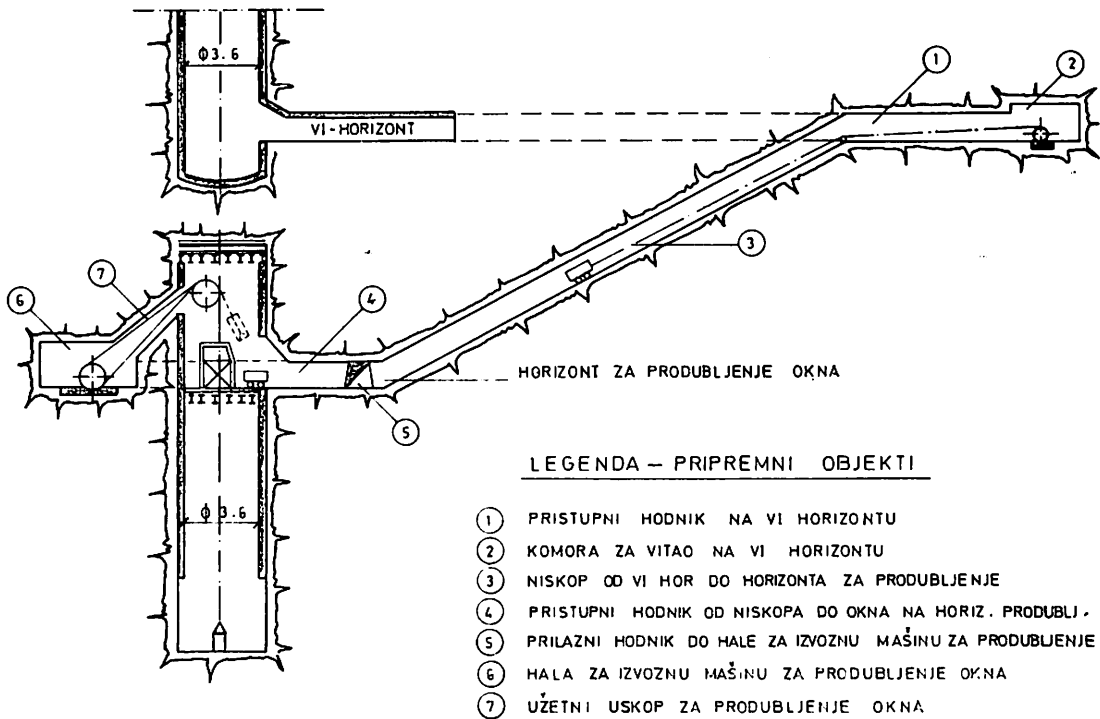 Φ3.6
1
2
VI-HORIZONT
3
7
6
4
HORIZONT ZA PRODUBLJENJE OKNA
5
LEGENDA – PRIPREMNI OBJEKTI
Φ 3.6
1 PRISTUPNI HODNIK NA VI HORIZONTU
2 KOMORA ZA VITAO NA VI HORIZONTU
3 NISKOP OD VI HOR DO HORIZONTA ZA PRODUBLJENJE
4 PRISTUPNI HODNIK OD NISKOPA DO OKNA NA HORIZ. PRODUBLJ.
5 PRILAZNI HODNIK DO HALE ZA IZVOZNU MAŠINU ZA PRODUBLJENJE
6 HALA ZA IZVOZNU MAŠINU ZA PRODUBLJENJE OKNA
7 UŽETNI USKOP ZA PRODUBLJENJE OKNA